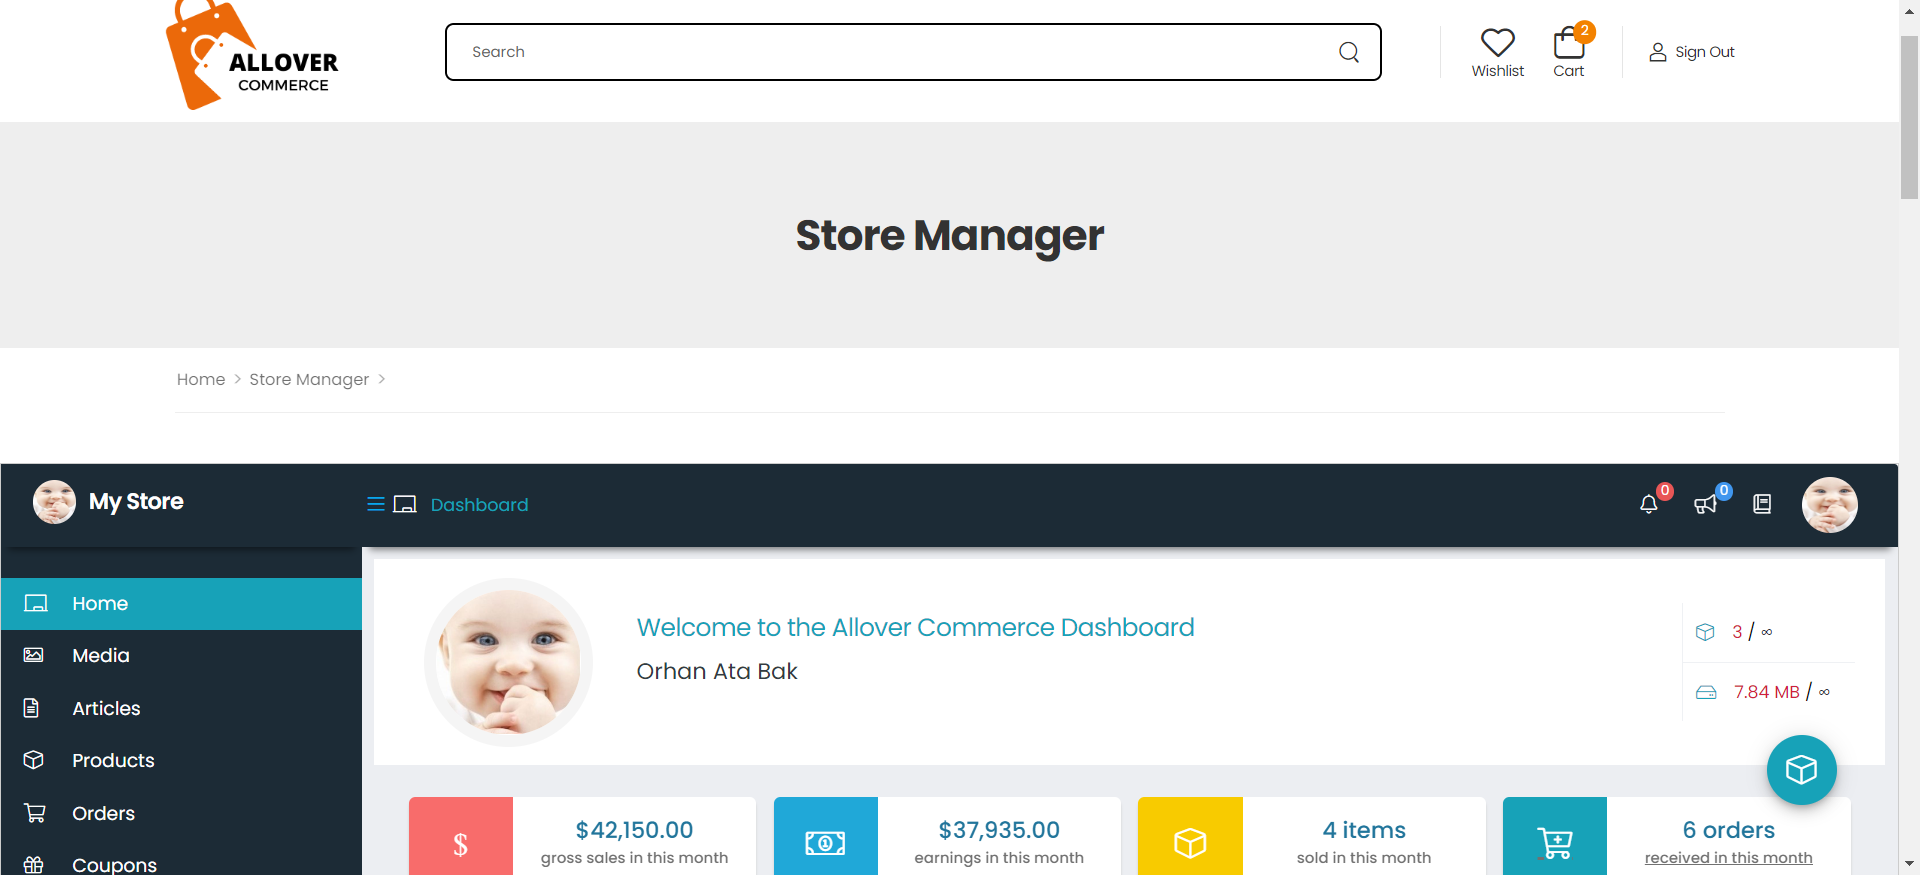 ALLOVER
COMMERCE
Search
Wishlist
2
Cart
Sign Out
Store Manager
Home > Store Manager >
My Store
Dashboard
0
0
Home
Media
Articles
Products
Orders
Coupons
Welcome to the Allover Commerce Dashboard
Orhan Ata Bak
3 / ∞
7.84 MB / ∞
$
$42,150.00
gross sales in this month
1
$37,935.00
earnings in this month
4 items
sold in this month
6 orders
received in this month